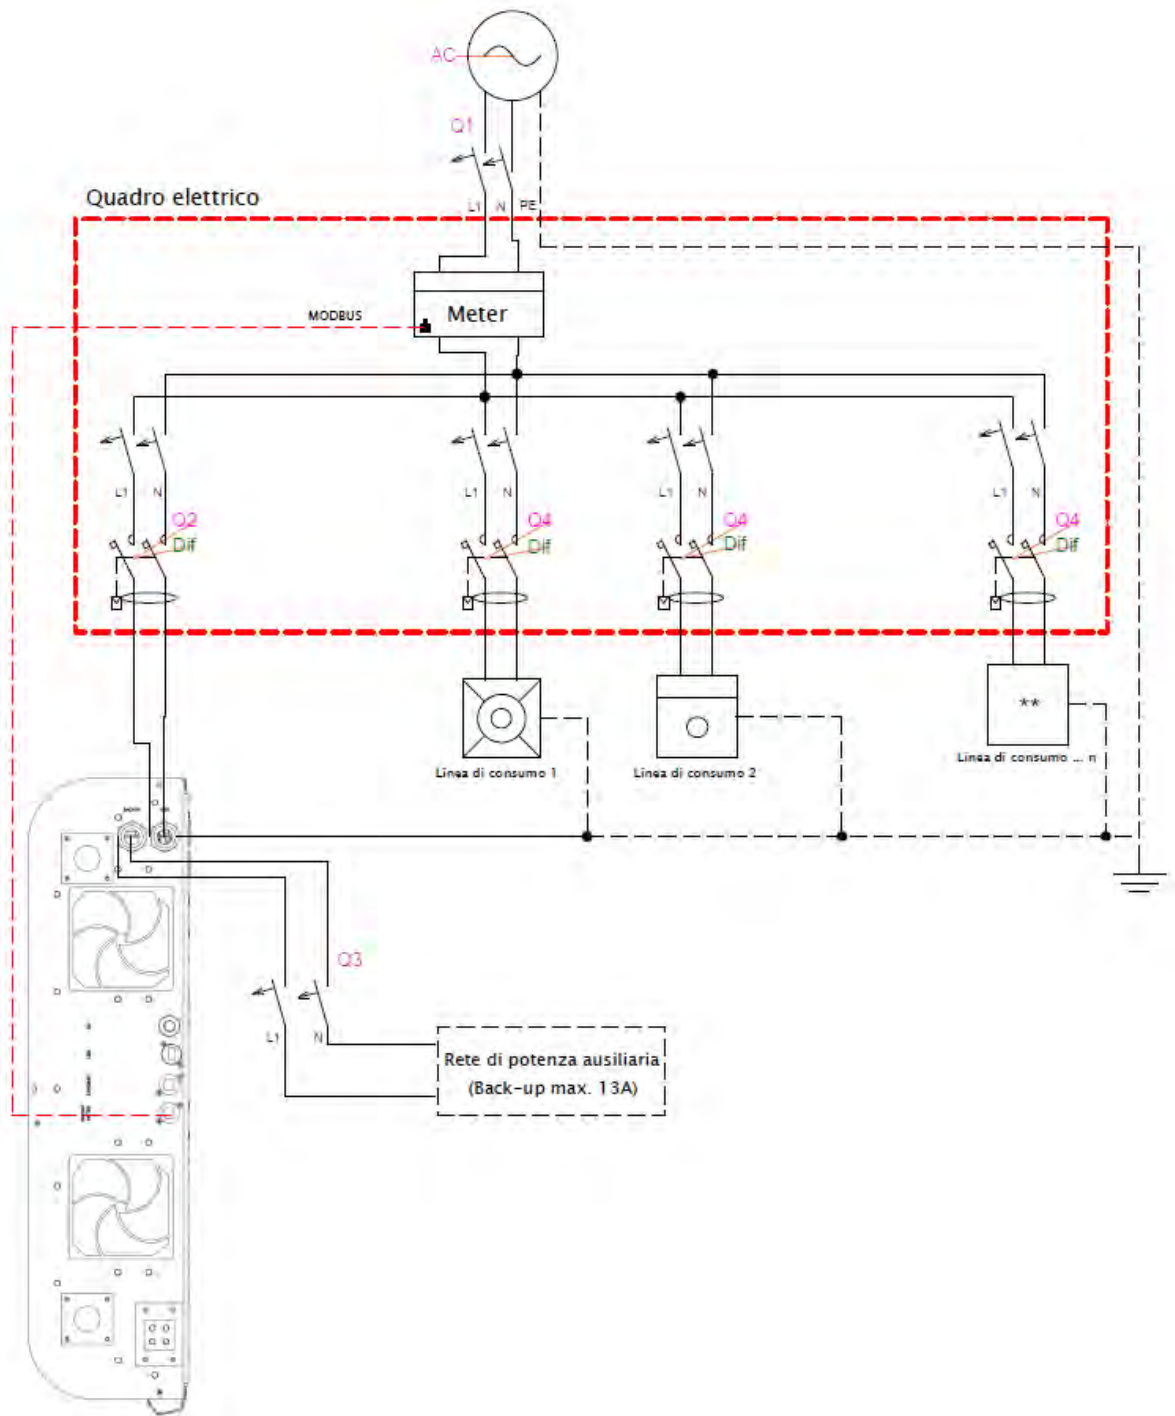 AC
Q1
Quadro elettrico
L1 N PE
MODBUS
Meter
L1 N
L1 N
L1 N
L1 N
Q2
Dif
Q4
Dif
Q4
Dif
Q4
Dif
**
Linea di consumo 1
Linea di consumo 2
Linea di consumo ... n
Q3
L1 N
Rete di potenza ausiliaria
(Back-up max. 13A)